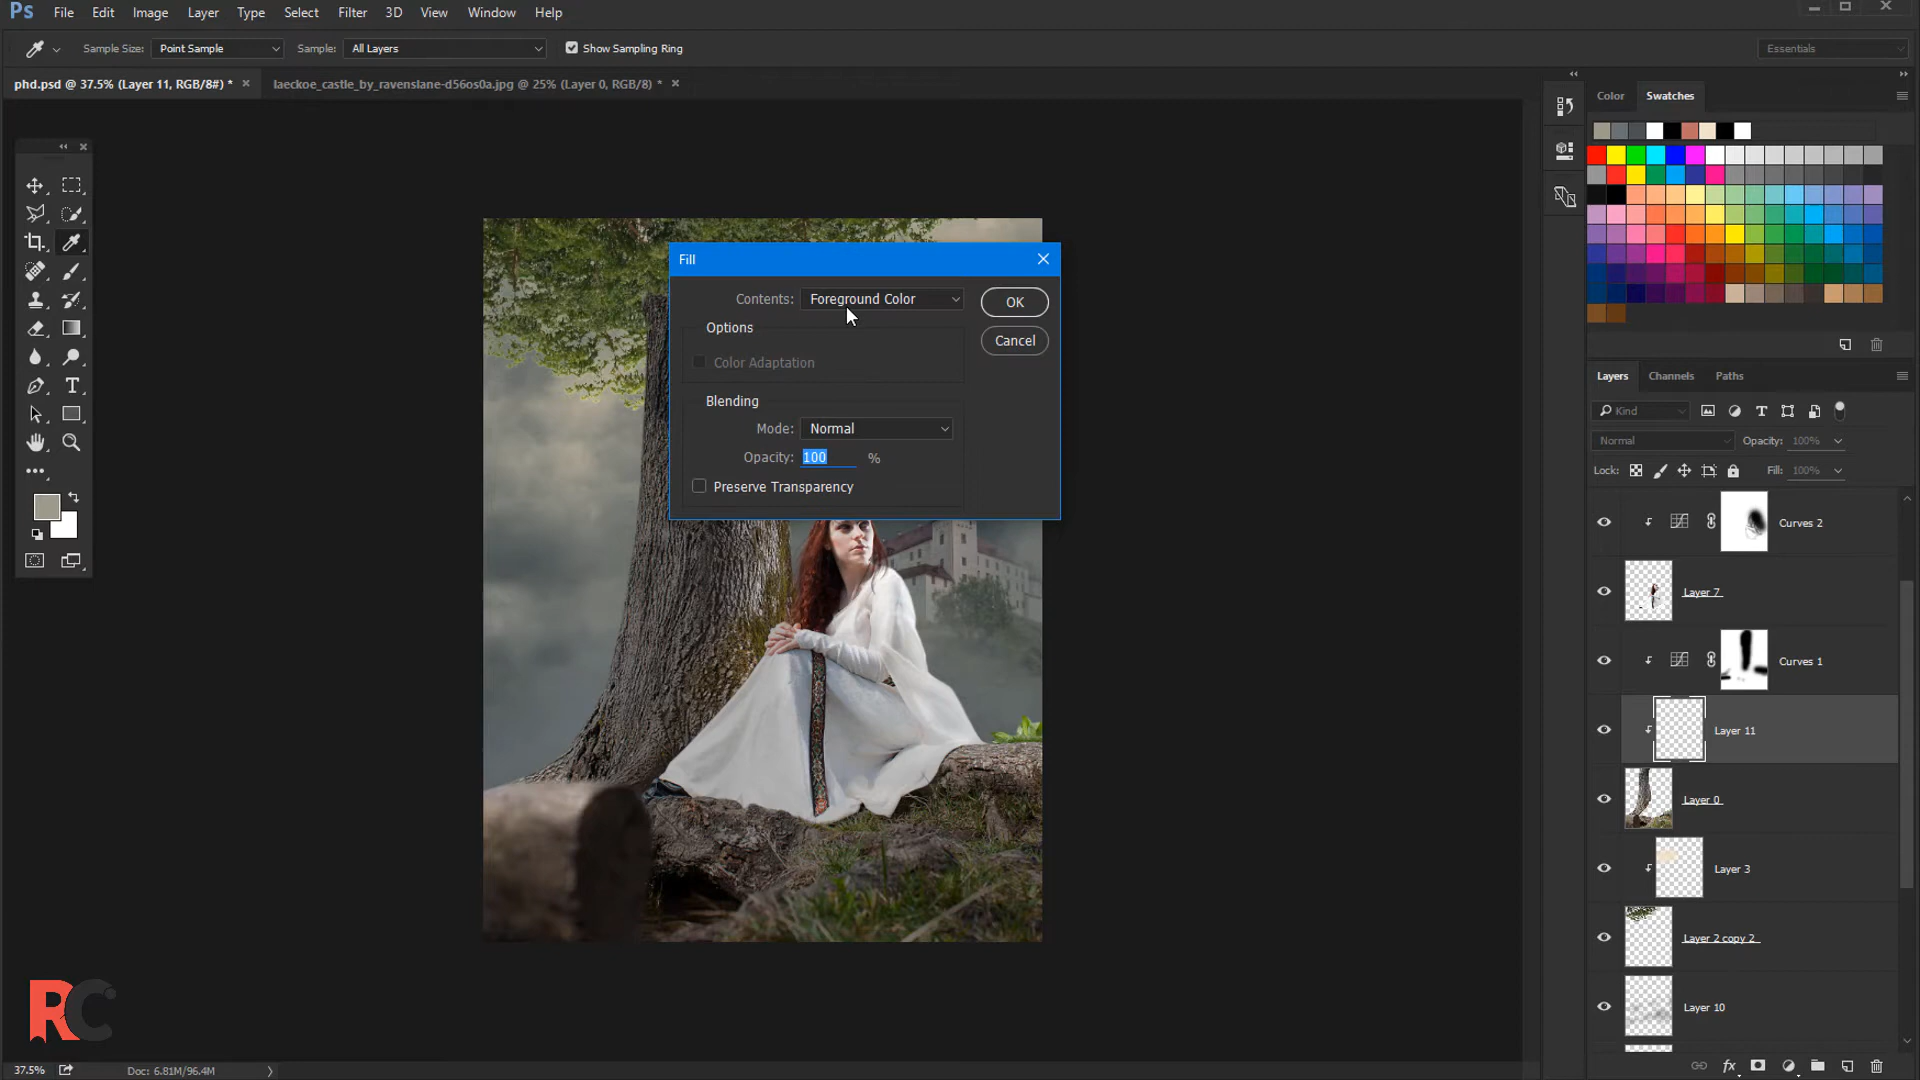 Ps File Edit Image Layer Type Select Filter 3D View Window Help
Sample Size: Point Sample Sample: All Layers Show Sampling Ring Essentials
phd.psd @ 37.5% (Layer 11, RGB/8#) * × laeckoe_castle_by_ravenslane-d56os0a.jpg @ 25% (Layer 0, RGB/8) * ×
Color Swatches
Fill
Contents: Foreground Color OK
Options
Cancel
Color Adaptation
Blending
Mode: Normal
Opacity: 100 %
Preserve Transparency
Layers Channels Paths
Kind
Normal Opacity: 100%
Lock: Fill: 100%
Curves 2
Layer 7
Curves 1
Layer 11
Layer 0
Layer 3
Layer 2 copy 2
Layer 10
RC
37.5% Doc: 6.81M/96.4M